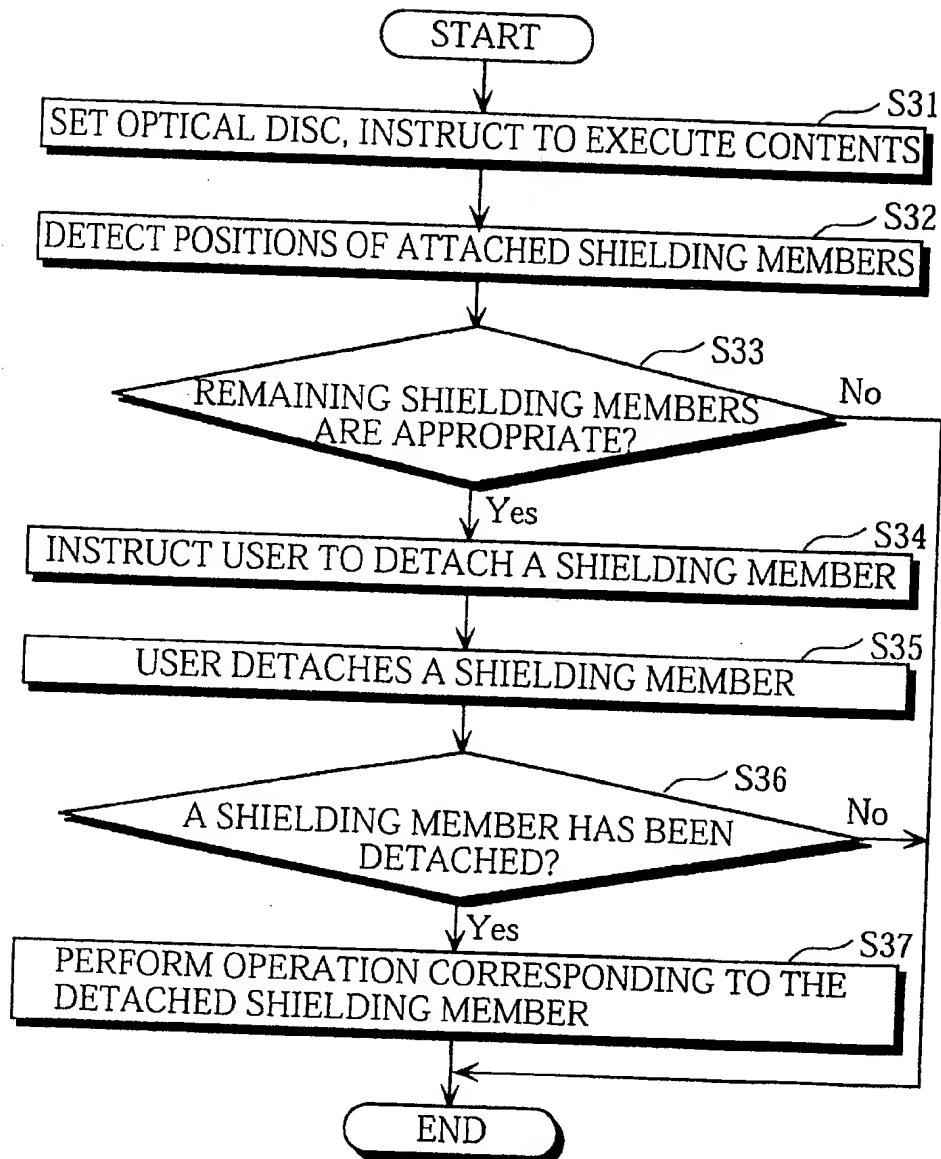 START
S31
SET OPTICAL DISC, INSTRUCT TO EXECUTE CONTENTS
S32
DETECT POSITIONS OF ATTACHED SHIELDING MEMBERS
S33
REMAINING SHIELDING MEMBERS
ARE APPROPRIATE?
No
Yes
S34
INSTRUCT USER TO DETACH A SHIELDING MEMBER
S35
USER DETACHES A SHIELDING MEMBER
S36
A SHIELDING MEMBER HAS BEEN
DETACHED?
No
Yes
S37
PERFORM OPERATION CORRESPONDING TO THE
DETACHED SHIELDING MEMBER
END